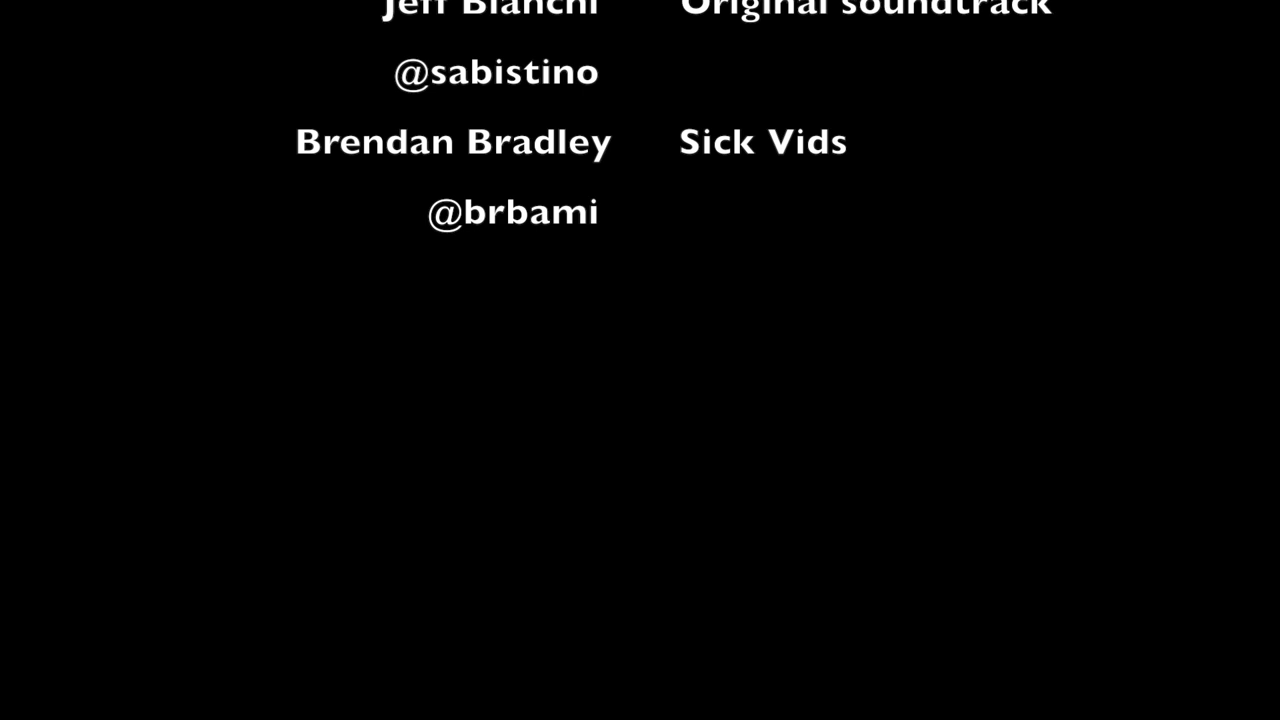 Jeff Bianchi Original soundtrack
@sabistino
Brendan Bradley Sick Vids
@brbami